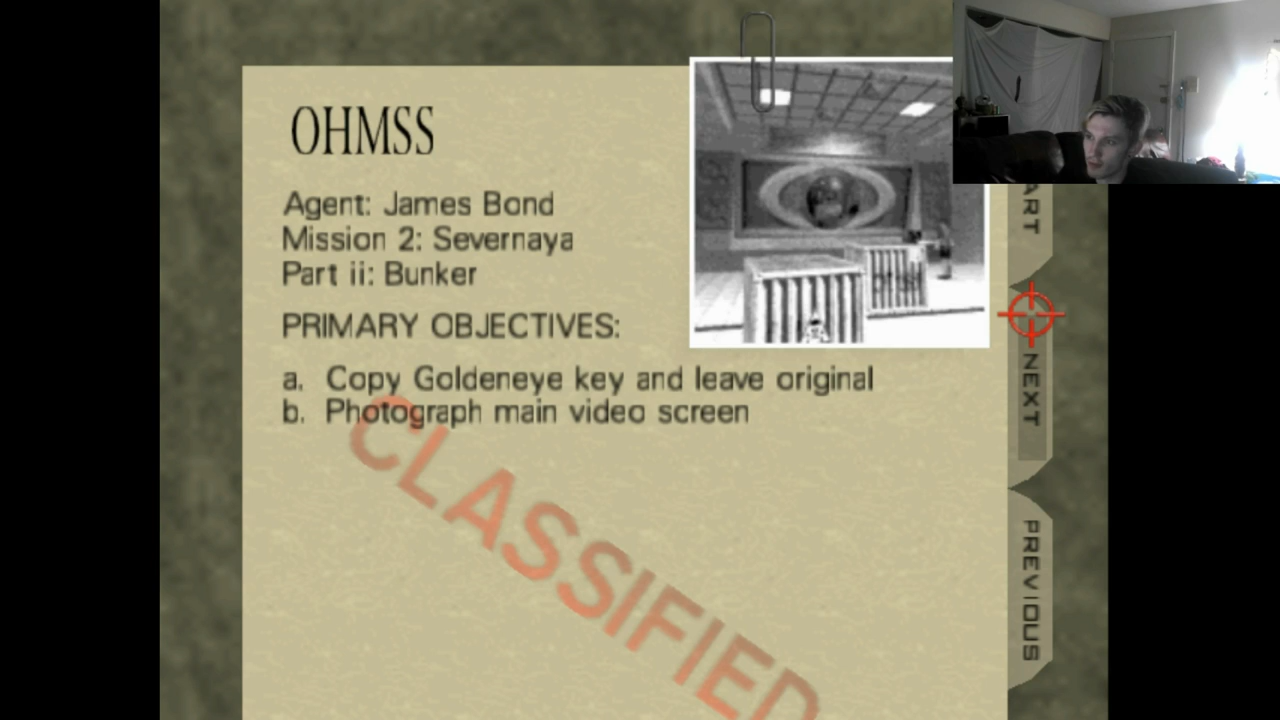 OHMSS
Agent: James Bond
Mission 2: Severnaya
Part ii: Bunker
PRIMARY OBJECTIVES:
a. Copy Goldeneye key and leave original
b. Photograph main video screen
CLASSIFIED
ART
NEXT
PREVIOUS